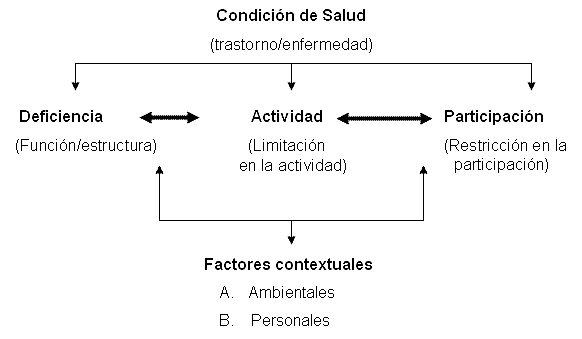 Condición de Salud
(trastorno/enfermedad)
Deficiencia Actividad Participación
(Función/estructura) (Limitación (Restricción en la
en la actividad) participación)
Factores contextuales
A. Ambientales
B. Personales